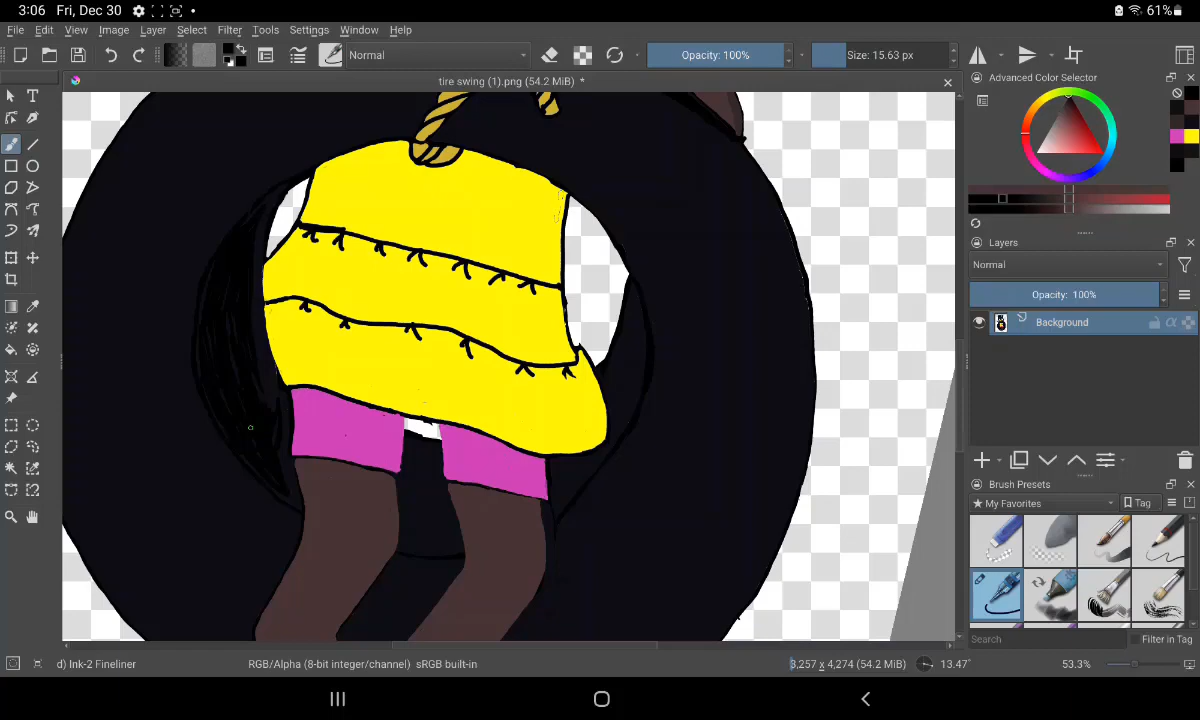 3:06 Fri, Dec 30 61%
File Edit View Image Layer Select Filter Tools Settings Window Help
Normal Opacity: 100% Size: 15.63 px
tire swing (1).png (54.2 MiB) *
Advanced Color Selector
Layers
Normal
Opacity: 100%
Background
Brush Presets
My Favorites Tag
Search Filter in Tag
d) Ink-2 Fineliner RGB/Alpha (8-bit integer/channel) sRGB built-in 3,257 x 4,274 (54.2 MiB) 13.47° 53.3%